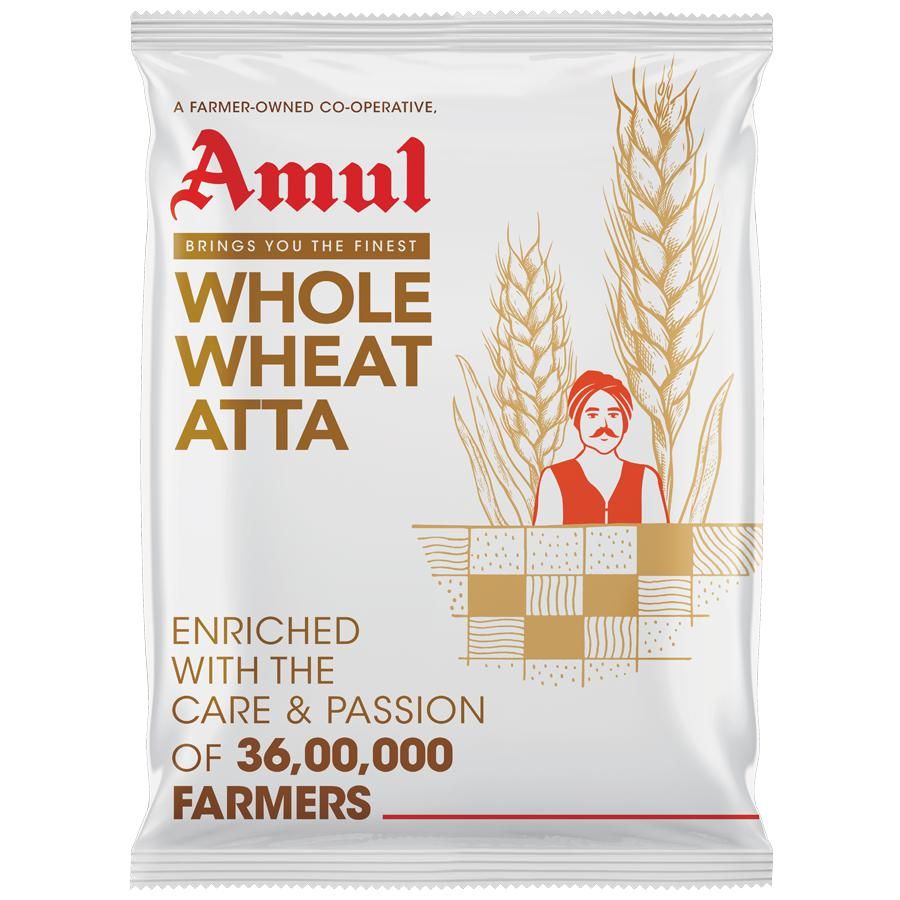 A FARMER-OWNED CO-OPERATIVE,
Amul
BRINGS YOU THE FINEST
WHOLE
WHEAT
ATTA
ENRICHED
WITH THE
CARE & PASSION
OF 36,00,000
FARMERS